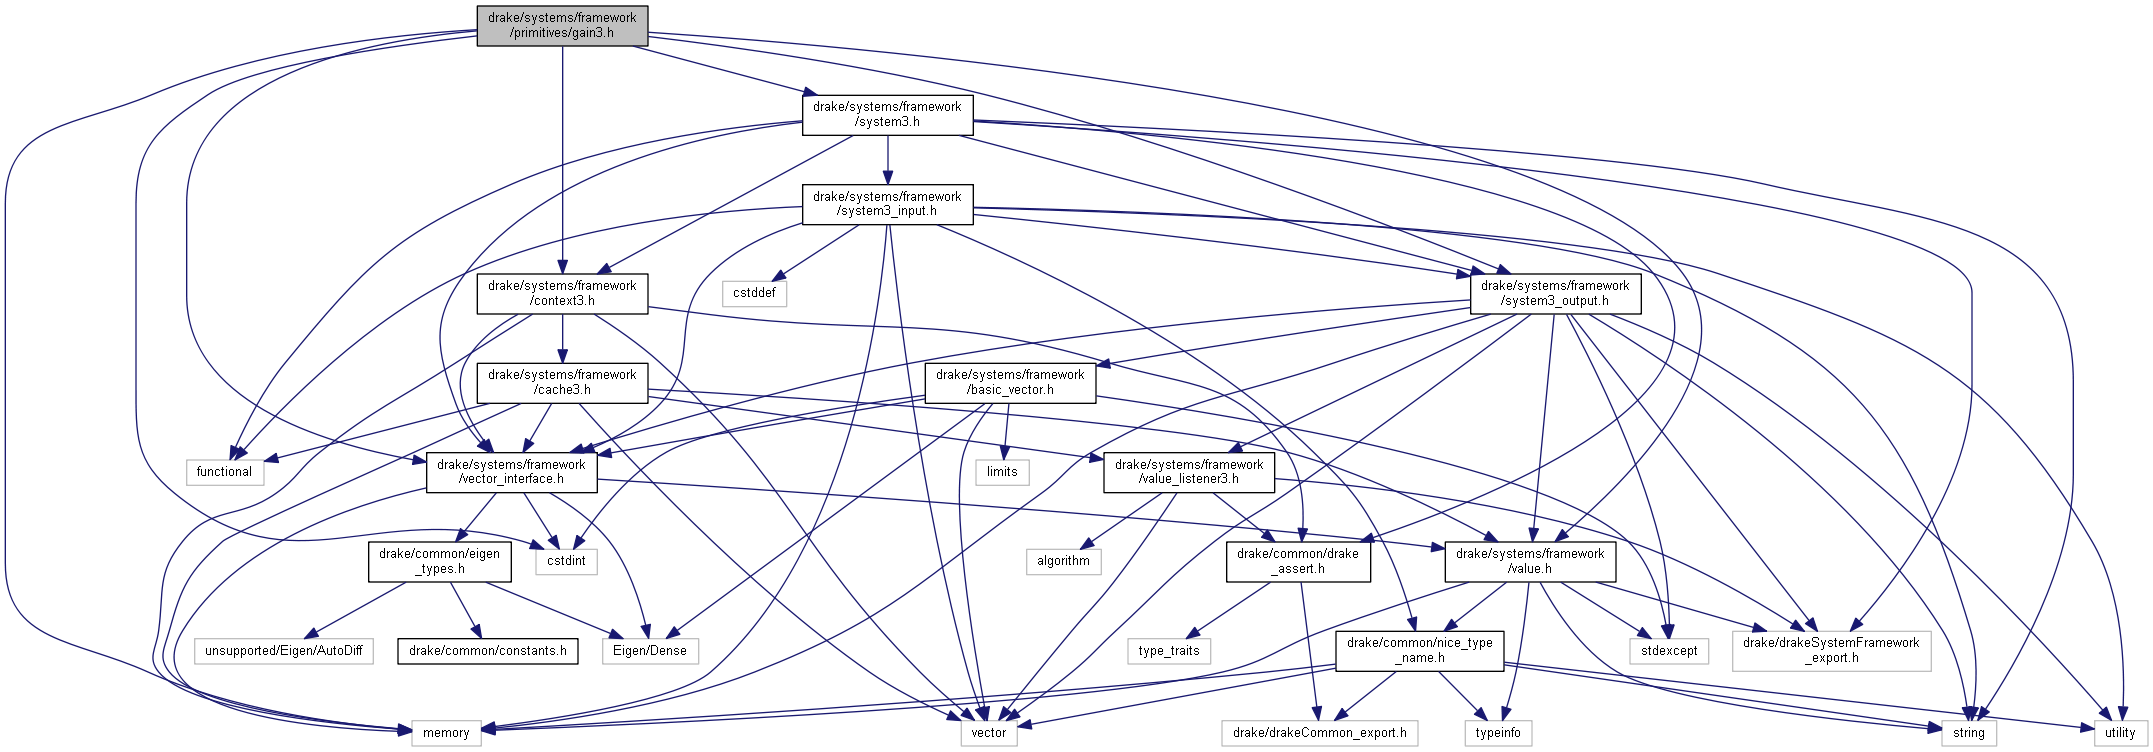 drake/systems/framework
/primitives/gain3.h
drake/systems/framework
/system3.h
drake/systems/framework
/system3_input.h
drake/systems/framework
/context3.h
cstddef
drake/systems/framework
/system3_output.h
drake/systems/framework
/cache3.h
drake/systems/framework
/basic_vector.h
functional
drake/systems/framework
/vector_interface.h
limits
drake/systems/framework
/value_listener3.h
drake/common/eigen
_types.h
cstdint
algorithm
drake/common/drake
_assert.h
drake/systems/framework
/value.h
unsupported/Eigen/AutoDiff
drake/common/constants.h
Eigen/Dense
type_traits
drake/common/nice_type
_name.h
stdexcept
drake/drakeSystemFramework
_export.h
memory
vector
drake/drakeCommon_export.h
typeinfo
string
utility